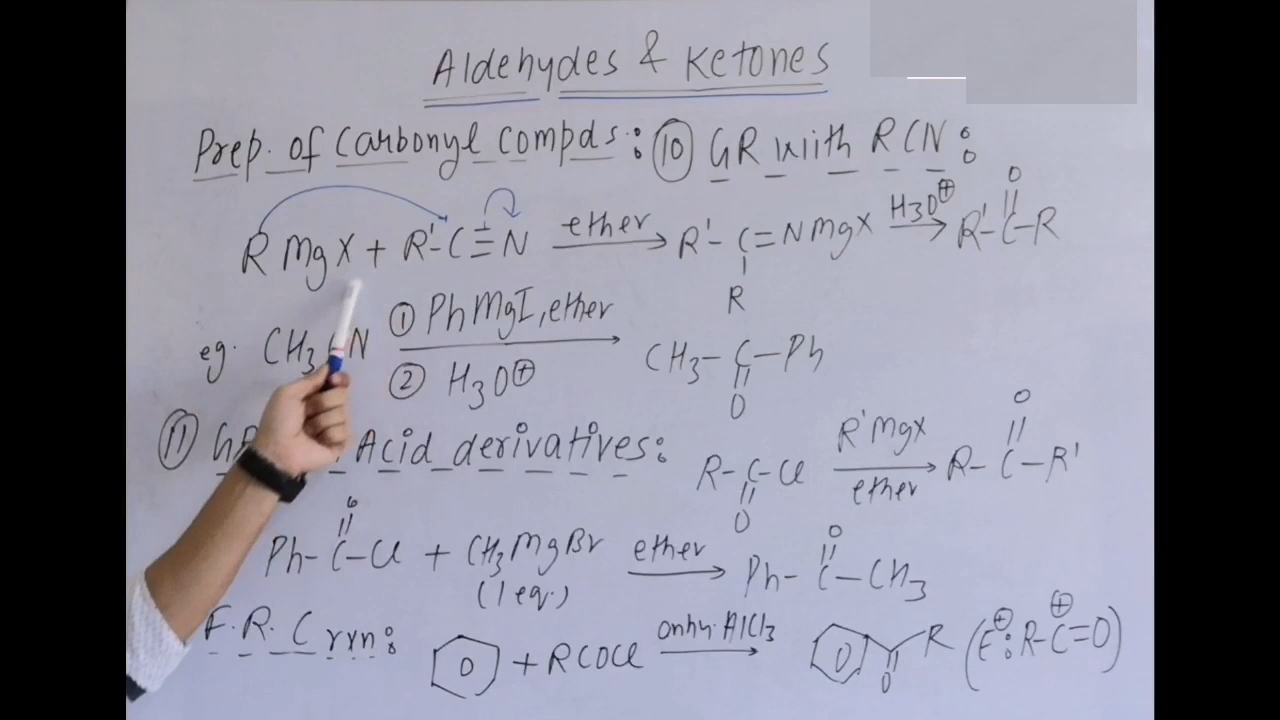 Aldehydes & Ketones
Prep. of Carbonyl Compds: ⑩ GR wiith RCN:
R MgX + R'-C≡N —ether→ R'-C(R)=NMgX —H3O⊕→ R'-C(=O)-R
eg. CH3 N ① PhMgI, ether ② H3O⊕ → CH3-C(=O)-Ph
⑪ Acid derivatives: R-C(=O)-Cl —R'MgX, ether→ R-C(=O)-R'
Ph-C(=O)-Cl + CH3MgBr (1 eq.) —ether→ Ph-C(=O)-CH3
F.R.C rxn: + RCOCl —anhy. AlCl3→ R O (E⊕: R-C⊕=O)